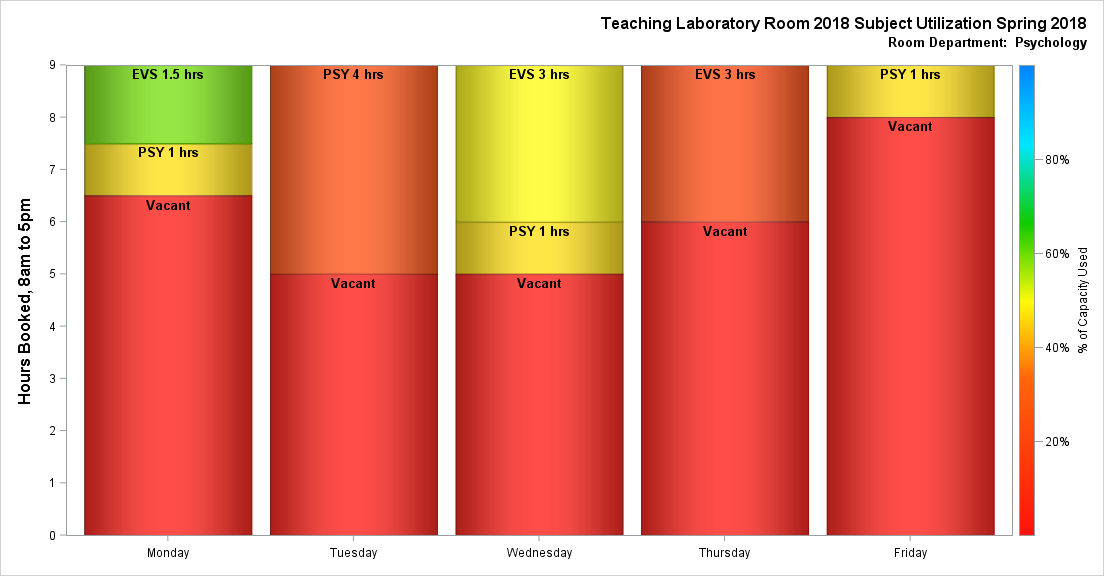 Teaching Laboratory Room 2018 Subject Utilization Spring 2018
Room Department: Psychology
Hours Booked, 8am to 5pm
9
8
7
6
5
4
3
2
1
0
EVS 1.5 hrs
PSY 1 hrs
Vacant
PSY 4 hrs
Vacant
EVS 3 hrs
PSY 1 hrs
Vacant
EVS 3 hrs
Vacant
PSY 1 hrs
Vacant
Monday
Tuesday
Wednesday
Thursday
Friday
80%
60%
40%
20%
% of Capacity Used